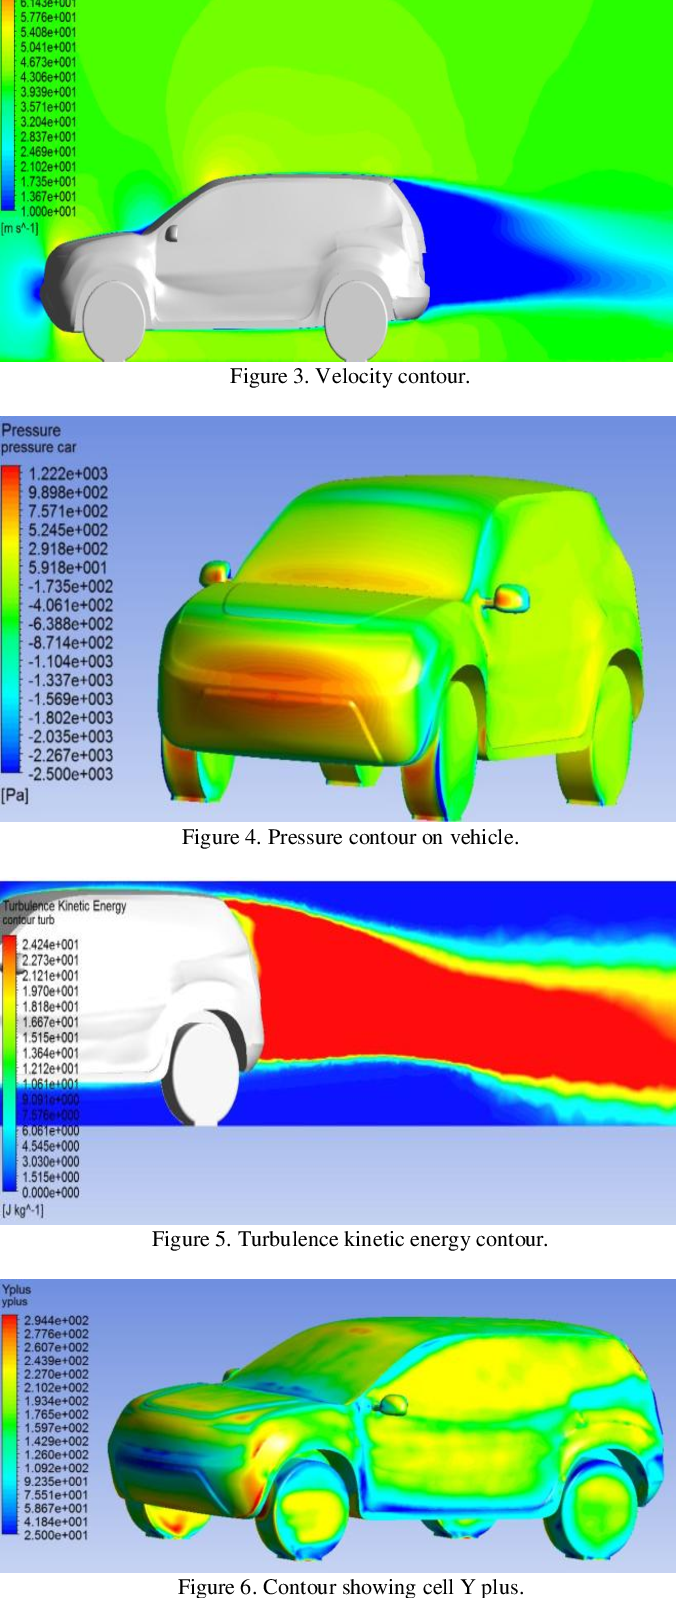 6.143e+001
5.776e+001
5.408e+001
5.041e+001
4.673e+001
4.306e+001
3.939e+001
3.571e+001
3.204e+001
2.837e+001
2.469e+001
2.102e+001
1.735e+001
1.367e+001
1.000e+001
[m s^-1]
Figure 3. Velocity contour.
Pressure
pressure car
1.222e+003
9.898e+002
7.571e+002
5.245e+002
2.918e+002
5.918e+001
-1.735e+002
-4.061e+002
-6.388e+002
-8.714e+002
-1.104e+003
-1.337e+003
-1.569e+003
-1.802e+003
-2.035e+003
-2.267e+003
-2.500e+003
[Pa]
Figure 4. Pressure contour on vehicle.
Turbulence Kinetic Energy
contour turb
2.424e+001
2.273e+001
2.121e+001
1.970e+001
1.818e+001
1.667e+001
1.515e+001
1.364e+001
1.212e+001
1.061e+001
9.091e+000
7.576e+000
6.061e+000
4.545e+000
3.030e+000
1.515e+000
0.000e+000
[J kg^-1]
Figure 5. Turbulence kinetic energy contour.
Yplus
yplus
2.944e+002
2.776e+002
2.607e+002
2.439e+002
2.270e+002
2.102e+002
1.934e+002
1.765e+002
1.597e+002
1.429e+002
1.260e+002
1.092e+002
9.235e+001
7.551e+001
5.867e+001
4.184e+001
2.500e+001
Figure 6. Contour showing cell Y plus.